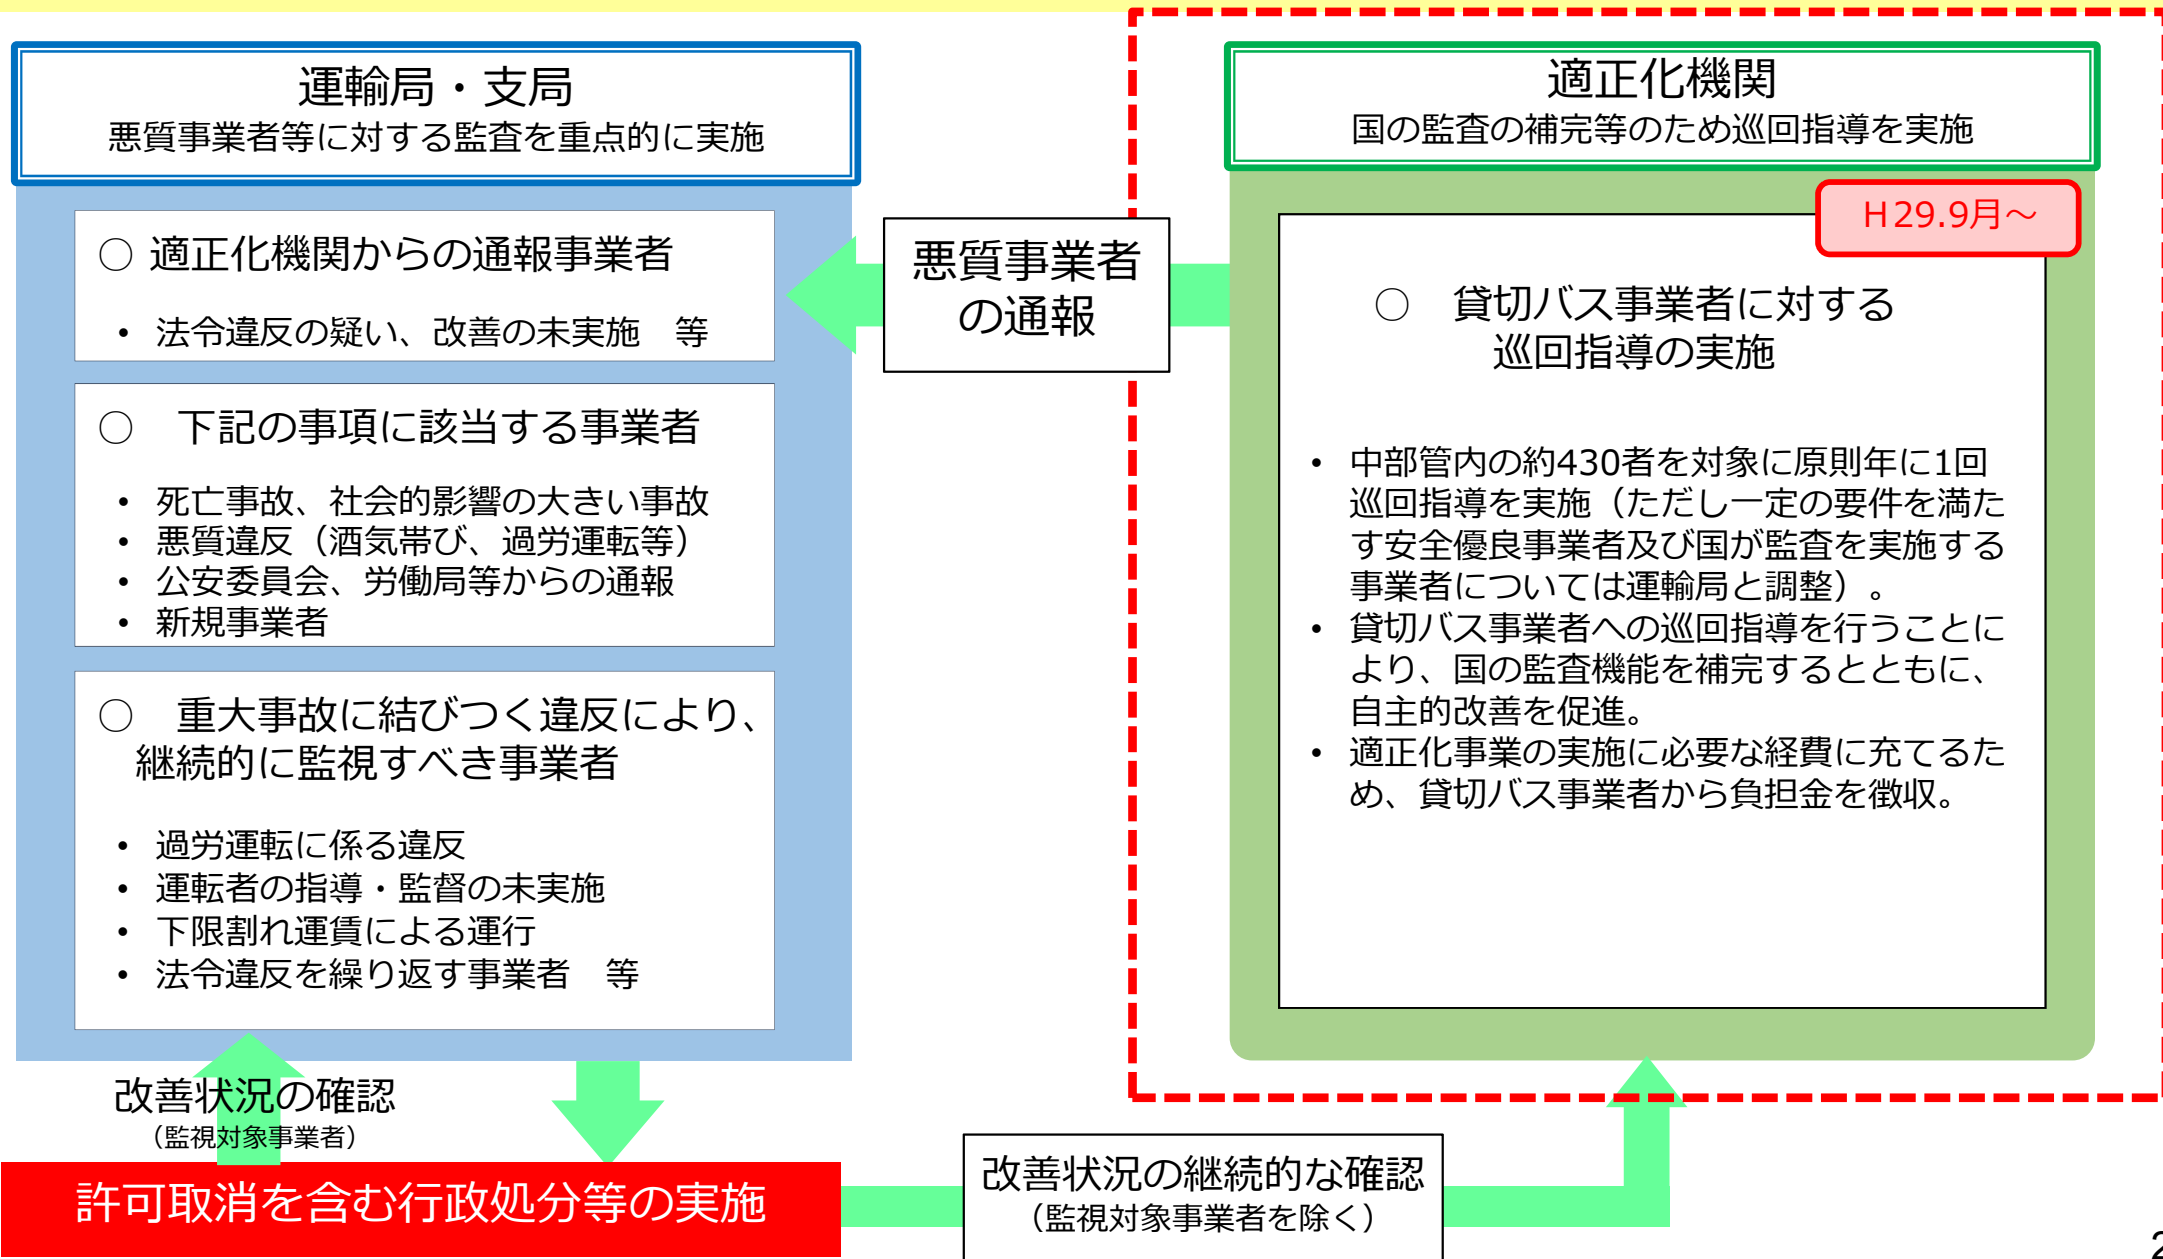 運輸局・支局
悪質事業者等に対する監査を重点的に実施
○ 適正化機関からの通報事業者
・ 法令違反の疑い、改善の未実施 等
○ 下記の事項に該当する事業者
・ 死亡事故、社会的影響の大きい事故
・ 悪質違反（酒気帯び、過労運転等）
・ 公安委員会、労働局等からの通報
・ 新規事業者
○ 重大事故に結びつく違反により、
継続的に監視すべき事業者
・ 過労運転に係る違反
・ 運転者の指導・監督の未実施
・ 下限割れ運賃による運行
・ 法令違反を繰り返す事業者 等
悪質事業者
の通報
適正化機関
国の監査の補完等のため巡回指導を実施
H29.9月～
○ 貸切バス事業者に対する
巡回指導の実施
・ 中部管内の約430者を対象に原則年に1回
巡回指導を実施（ただし一定の要件を満た
す安全優良事業者及び国が監査を実施する
事業者については運輸局と調整）。
・ 貸切バス事業者への巡回指導を行うことに
より、国の監査機能を補完するとともに、
自主的改善を促進。
・ 適正化事業の実施に必要な経費に充てるた
め、貸切バス事業者から負担金を徴収。
改善状況の確認
（監視対象事業者）
許可取消を含む行政処分等の実施
改善状況の継続的な確認
（監視対象事業者を除く）